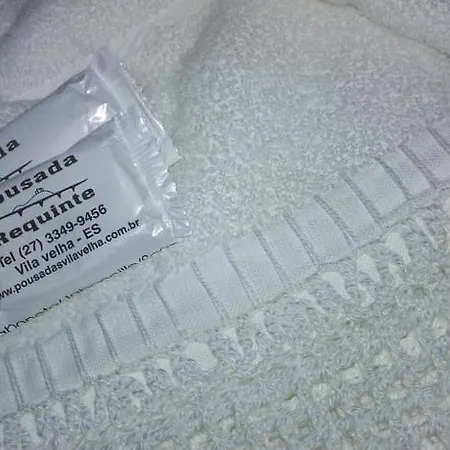 Pousada
Requinte
Tel (27) 3349-9456
Vila velha - ES
www.pousadasvilavelha.com.br